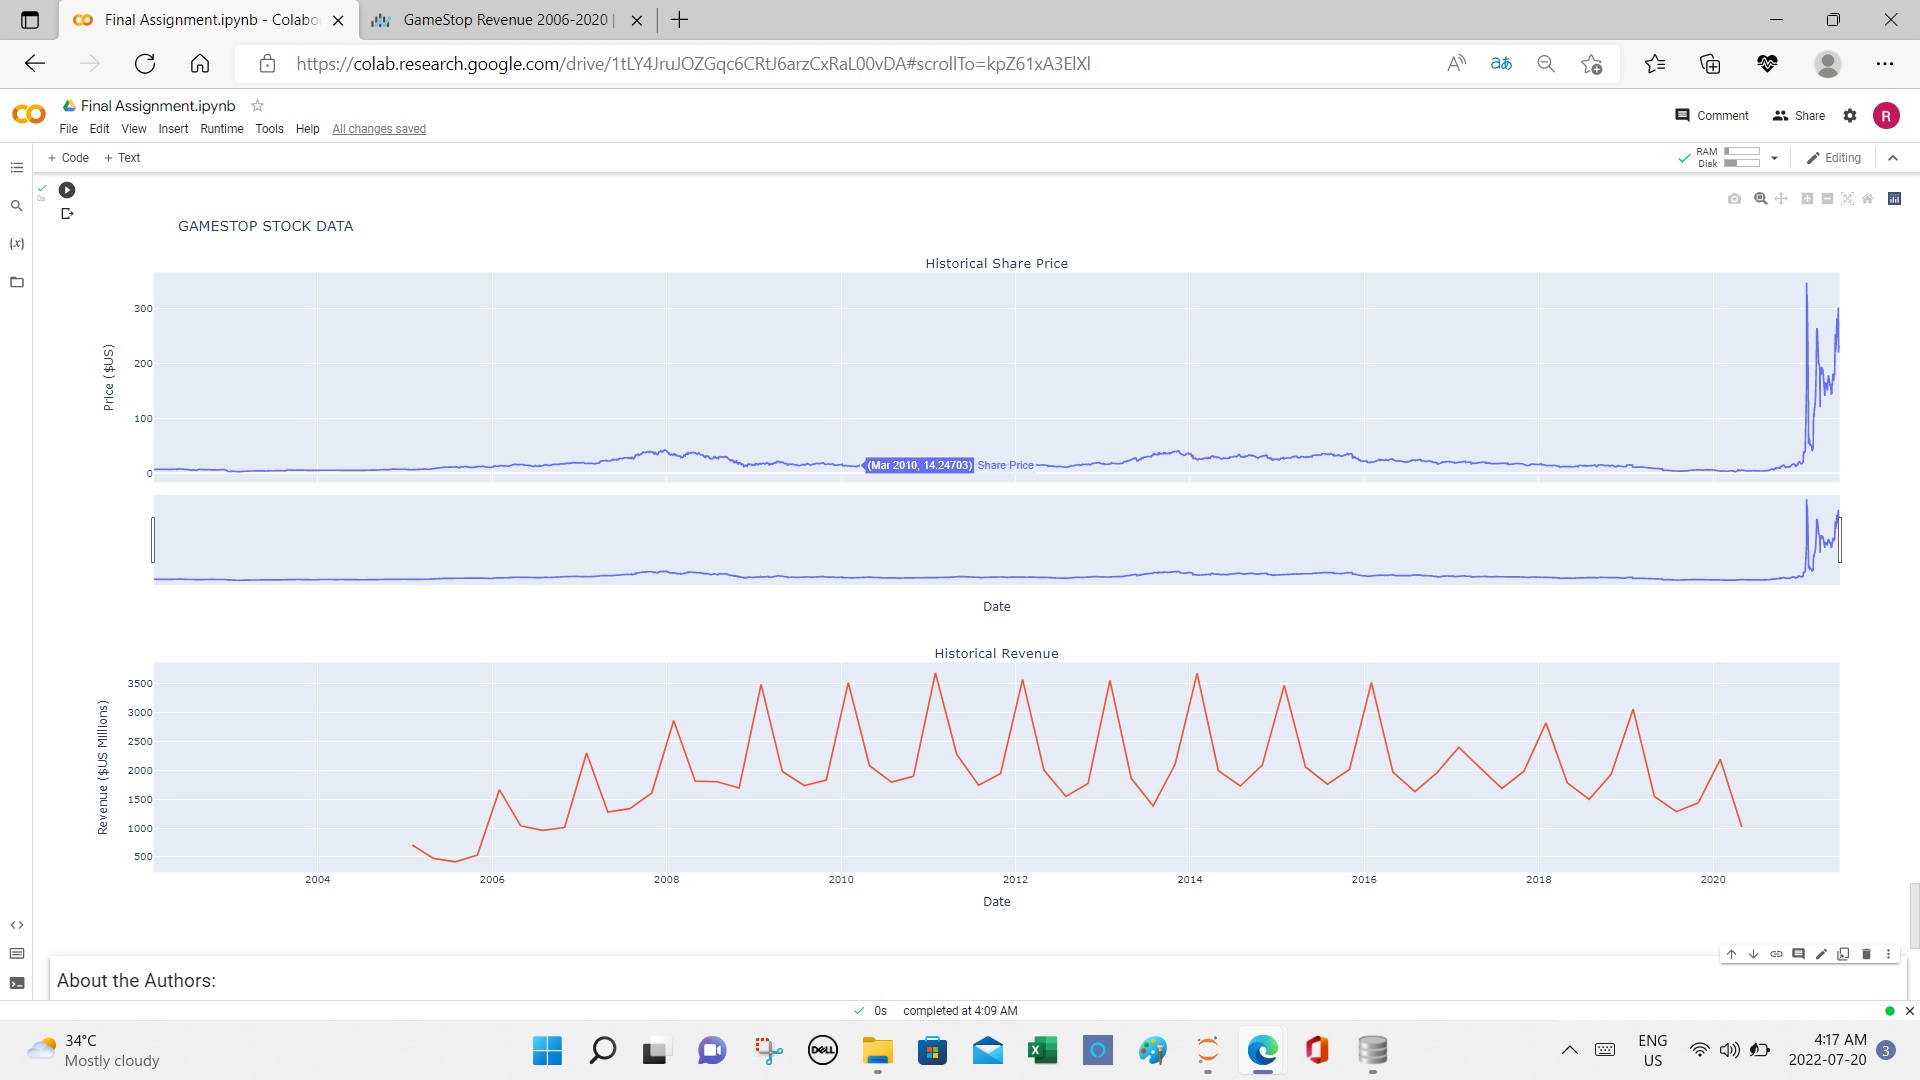 Final Assignment.ipynb - Colabo
GameStop Revenue 2006-2020 |
https://colab.research.google.com/drive/1tLY4JruJOZGqc6CRtJ6arzCxRaL00vDA#scrollTo=kpZ61xA3ElXl
Final Assignment.ipynb
File Edit View Insert Runtime Tools Help All changes saved
Comment Share R
+ Code + Text
RAM
Disk
Editing
0s
{x}
GAMESTOP STOCK DATA
Historical Share Price
Price ($US)
300
200
100
0
(Mar 2010, 14.24703) Share Price
Date
Historical Revenue
Revenue ($US Millions)
3500
3000
2500
2000
1500
1000
500
2004 2006 2008 2010 2012 2014 2016 2018 2020
Date
About the Authors:
0s completed at 4:09 AM
34°C
Mostly cloudy
DELL
ENG
US
4:17 AM
2022-07-20
3